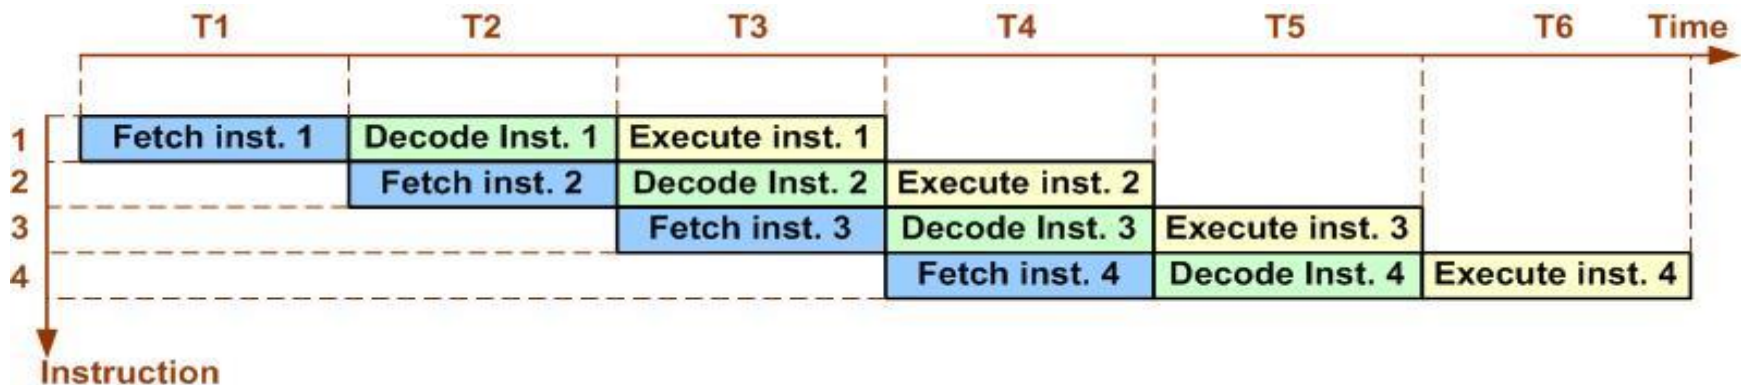 T1 T2 T3 T4 T5 T6 Time
1 Fetch inst. 1 Decode Inst. 1 Execute inst. 1
2 Fetch inst. 2 Decode Inst. 2 Execute inst. 2
3 Fetch inst. 3 Decode Inst. 3 Execute inst. 3
4 Fetch inst. 4 Decode Inst. 4 Execute inst. 4
Instruction